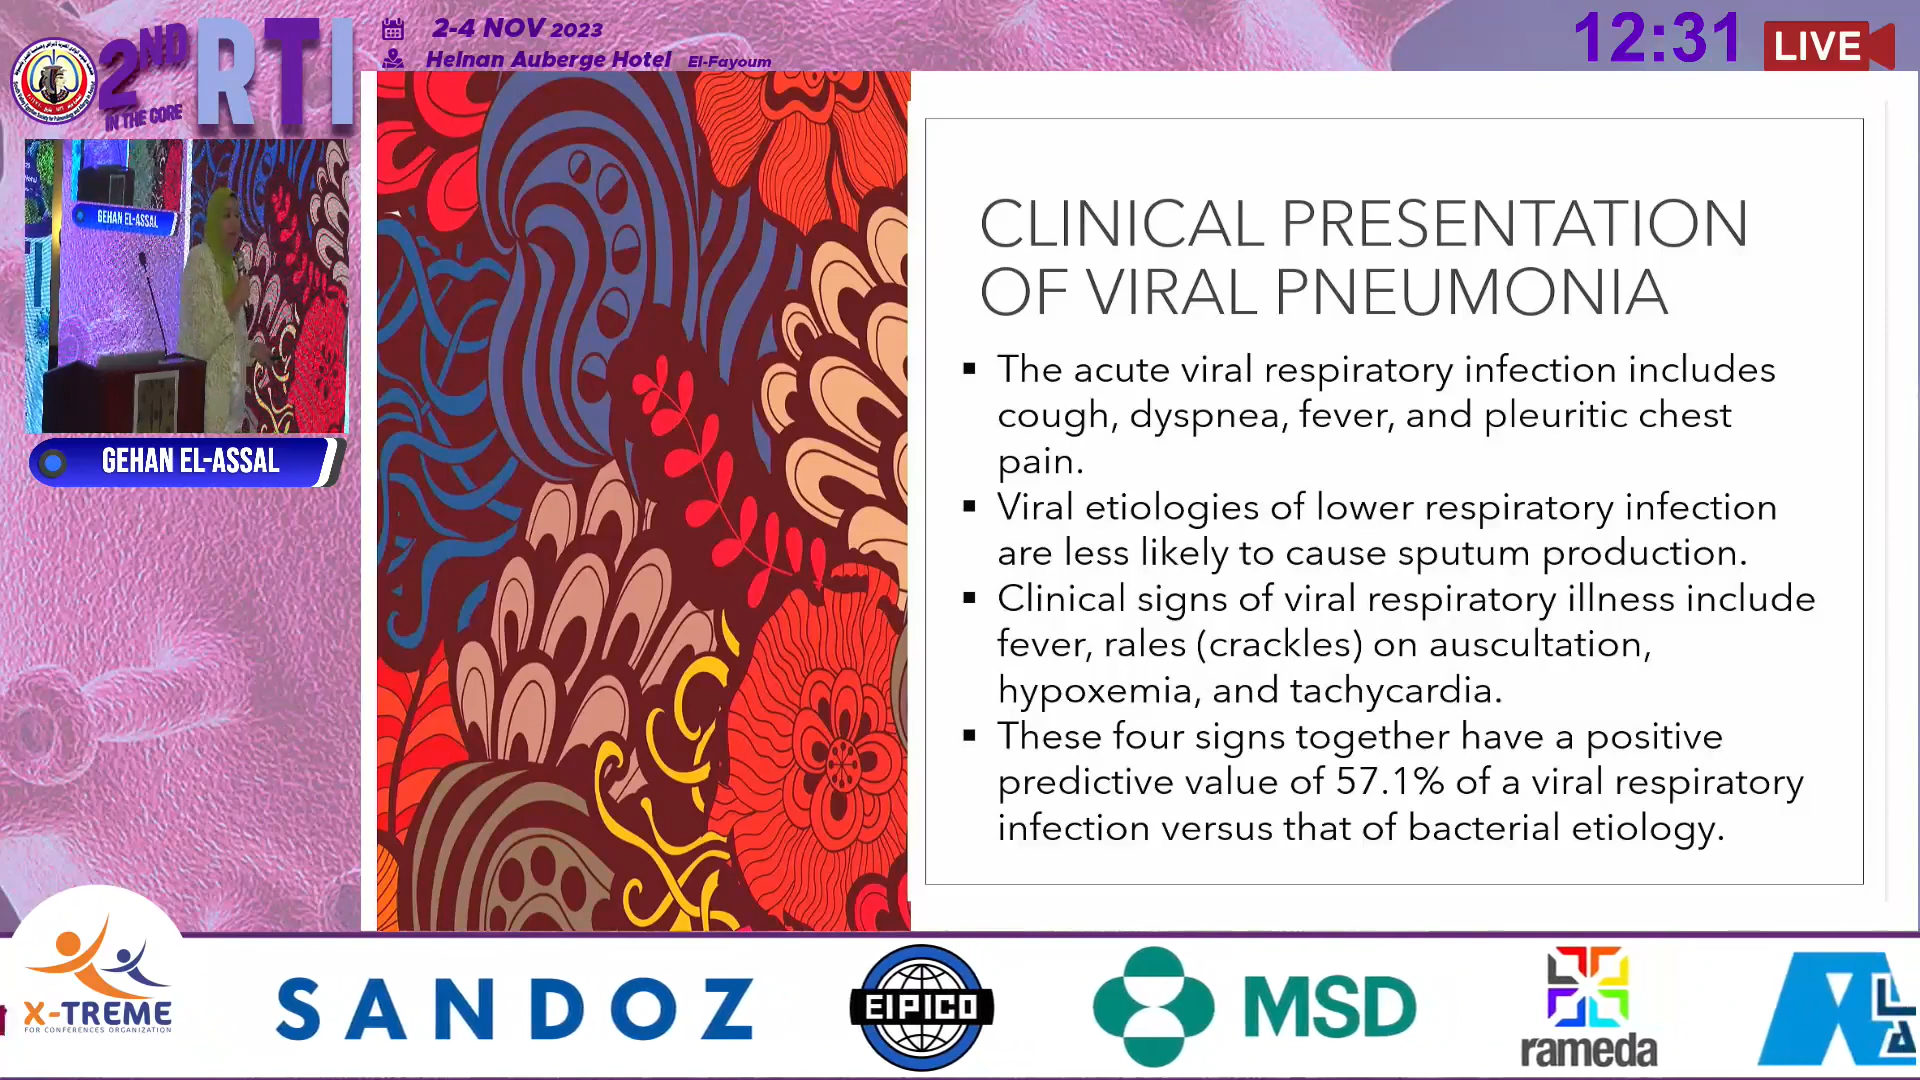 2ND
IN THE CORE
RTI
2-4 NOV 2023
Helnan Auberge Hotel El-Fayoum
12:31
LIVE
GEHAN EL-ASSAL
GEHAN EL-ASSAL
CLINICAL PRESENTATION
OF VIRAL PNEUMONIA
▪ The acute viral respiratory infection includes
cough, dyspnea, fever, and pleuritic chest
pain.
▪ Viral etiologies of lower respiratory infection
are less likely to cause sputum production.
▪ Clinical signs of viral respiratory illness include
fever, rales (crackles) on auscultation,
hypoxemia, and tachycardia.
▪ These four signs together have a positive
predictive value of 57.1% of a viral respiratory
infection versus that of bacterial etiology.
X-TREME
FOR CONFERENCES ORGANIZATION
SANDOZ
EIPICO
MSD
rameda